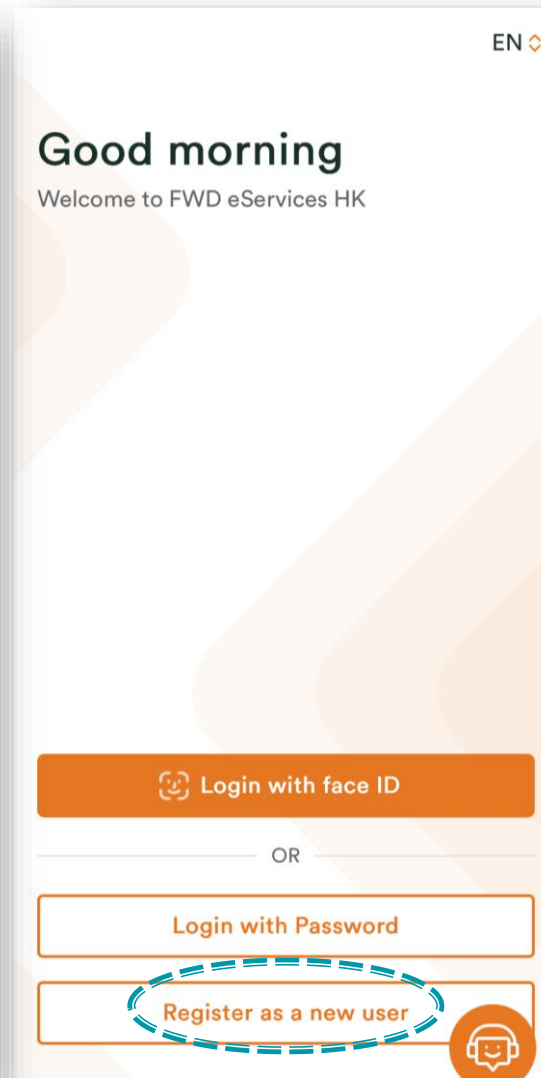 EN
Good morning
Welcome to FWD eServices HK
Login with face ID
OR
Login with Password
Register as a new user